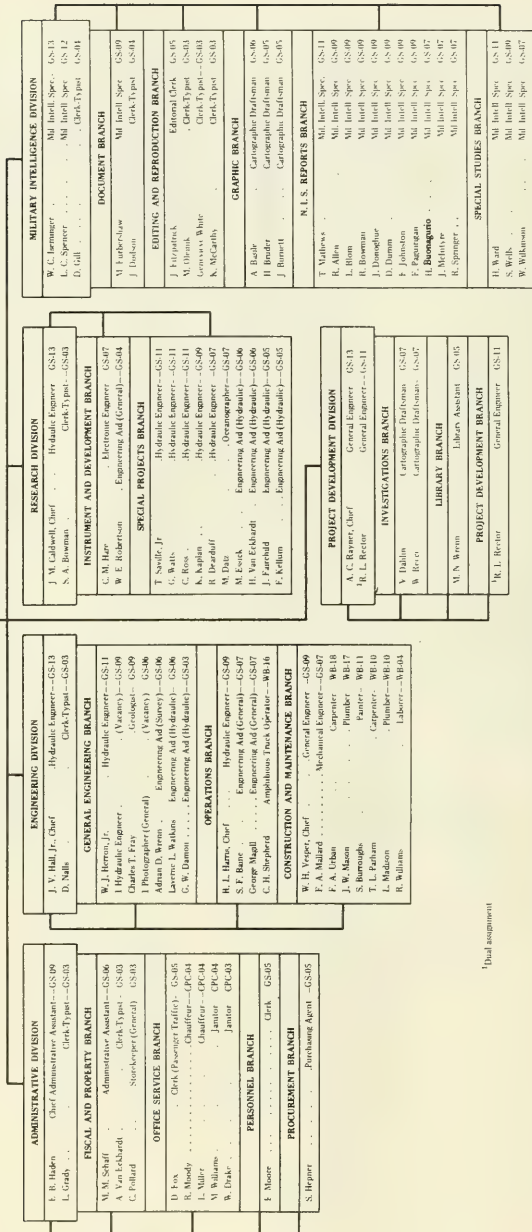 ADMINISTRATIVE DIVISION
E. B. Haden Chief Administrative Assistant--GS-09
L. Grady . Clerk-Typist--GS-03
FISCAL AND PROPERTY BRANCH
M. M. Schaff . Administrative Assistant--GS-06
A. Van Eckhardt . Clerk-Typist - GS-03
C. Pollard . Storekeeper (General) GS-03
OFFICE SERVICE BRANCH
D. Fox . Clerk (Passenger Traffic)- GS-05
R. Moody . . . . . . . . . Chauffeur--CPC-04
L. Miller . Chauffeur--CPC-04
M. Williams . Janitor CPC-04
W. Drake . . Janitor CPC-03
PERSONNEL BRANCH
Moore . . . . . . . . . . . . Clerk GS-05
PROCUREMENT BRANCH
S. Hepner . . . . Purchasing Agent--GS-05
ENGINEERING DIVISION
J. V. Hall, Jr., Chief Hydraulic Engineer--GS-13
D. Nalls . Clerk-Typist--GS-03
GENERAL ENGINEERING BRANCH
W. J. Herron, Jr. Hydraulic Engineer--GS-11
1 Hydraulic Engineer . . (Vacancy)--GS-09
Charles T. Fray . Geologist- GS-09
1 Photographer (General) (Vacancy) GS-06
Adrian D. Wrenn . Engineering Aid (Survey)--GS-06
Laverne L. Watkins Engineering Aid (Hydraulic) GS-06
G. W. Dannon . . . . . Engineering Aid (Hydraulic)--GS-03
OPERATIONS BRANCH
H. L. Harris, Chief . . Hydraulic Engineer--GS-09
S. F. Baine . Engineering Aid (General)--GS-07
George Magill . . . . . Engineering Aid (General)--GS-07
C. H. Shepherd Amphibious Truck Operator--WB-16
CONSTRUCTION AND MAINTENANCE BRANCH
W. H. Vesper, Chief . General Engineer --GS-09
F. A. Mallard . . . . Mechanical Engineer--GS-07
F. A. Urban . Carpenter WB-18
J. W. Mason . . Plumber WB-17
S. Burroughs . Painter- WB-11
T. L. Parham . Carpenter- WB-10
L. Madison . Plumber--WB-10
R. Williams . Laborer--WB-04
¹Dual assignment
RESEARCH DIVISION
J. M. Caldwell, Chief . Hydraulic Engineer GS-13
S. A. Bowman . Clerk-Typist--GS-03
INSTRUMENT AND DEVELOPMENT BRANCH
G. M. Harr . Electronic Engineer GS-07
W. E. Robertson . Engineering Aid (General)--GS-04
SPECIAL PROJECTS BRANCH
T. Saville, Jr. .Hydraulic Engineer--GS-11
G. Watts .Hydraulic Engineer--GS-11
C. Ross . .Hydraulic Engineer--GS-11
K. Kaplan . . .Hydraulic Engineer--GS-09
R. Dearduff .Hydraulic Engineer GS-07
M. Datz . .Oceanographer--GS-07
M. Ewick . Engineering Aid (Hydraulic)--GS-06
H. Van Eckhardt . Engineering Aid (Hydraulic)--GS-06
J. Fairchild . Engineering Aid (Hydraulic)--GS-05
F. Kellum . . Engineering Aid (Hydraulic)--GS-05
PROJECT DEVELOPMENT DIVISION
A. C. Rayner, Chief General Engineer GS-13
¹R. L. Rector General Engineer--GS-11
INVESTIGATIONS BRANCH
Dahlin Cartographic Draftsman GS-07
W. Cartographic Draftsman GS-07
LIBRARY BRANCH
M. N. Wrenn . Library Assistant GS-05
PROJECT DEVELOPMENT BRANCH
¹R. L. Rector General Engineer GS-11
MILITARY INTELLIGENCE DIVISION
W. C. Mil Intell. Spec. GS-13
L. C. Spencer . . . Mil Intell Spec GS-12
D. Gill . Clerk-Typist GS-04
DOCUMENT BRANCH
M. Mil Intell Spec GS-09
J. Dodson Clerk-Typist GS-04
EDITING AND REPRODUCTION BRANCH
J. Fitzpatrick Editorial Clerk GS-05
M. Clerk-Typist GS-03
Genevieve White Clerk-Typist--GS-03
K. McCarthy . Clerk-Typist GS-03
GRAPHIC BRANCH
A. Cartographic Draftsman GS-06
H. Bruder Cartographic Draftsman GS-05
J. Burnett . Cartographic Draftsman GS-05
N. I. S. REPORTS BRANCH
T. Mathews Mil. Intell. Spec. GS-11
R. Allen Mil. Intell Spec GS-09
L. Blom Mil Intell Spec GS-09
R. Bowman Mil Intell Spec GS-09
J. Donoghue Mil Intell Spec GS-09
D. Dumm Mil Intell Spec GS-09
Johnston Mil Intell Spec GS-09
F. Paguirigan Mil Intell Spec GS-09
H. Buonagurio Mil Intell Spec GS-07
J. McIntyre Mil Intell Spec GS-07
R. Springer . . Mil Intell Spec GS-07
SPECIAL STUDIES BRANCH
H. Ward Mil Intell Spec GS-11
S. Wells . Mil Intell Spec GS-09
W. Wilkinson . Mil Intell Spec GS-07